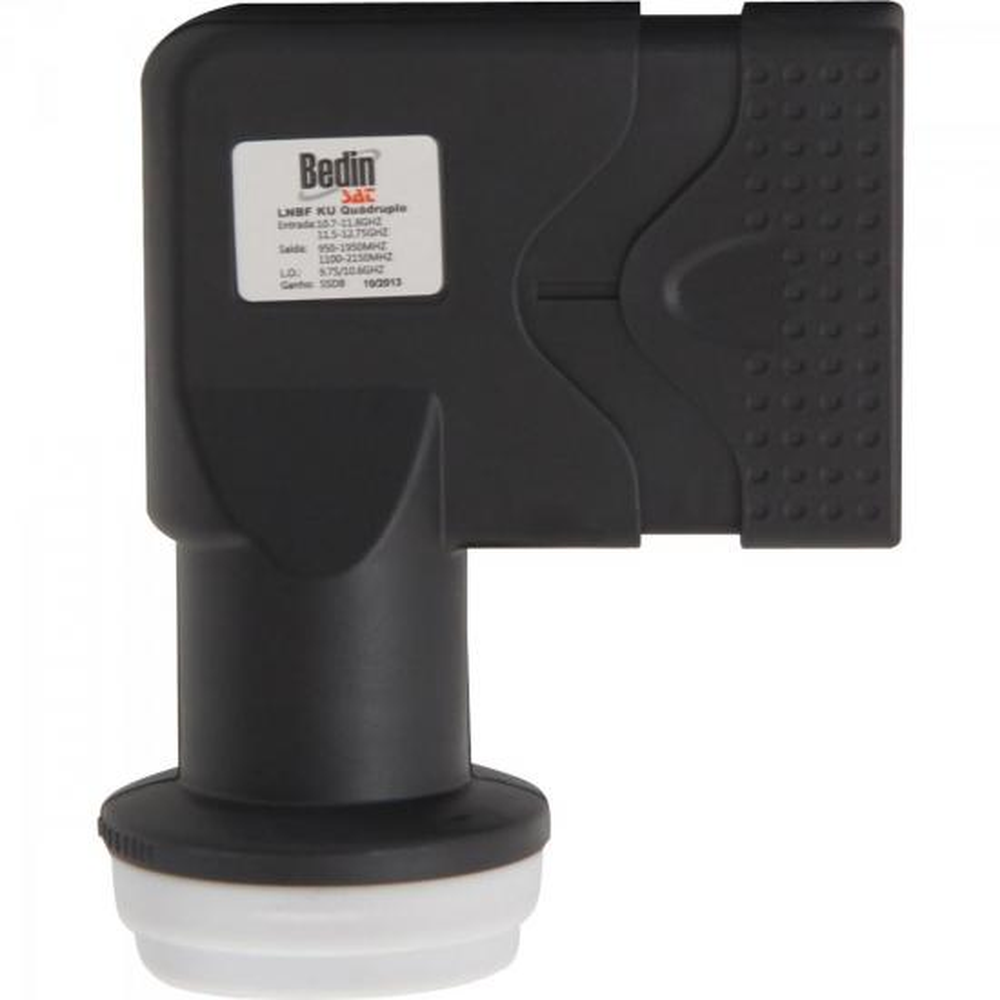 Bedin
Sat
LNBF KU Quádruplo
Entrada:10.7-11.8GHZ
11.5-12.75GHZ
Saída: 950-1950MHZ
1100-2150MHZ
L.O.: 9.75/10.6GHZ
Ganho: 55DB 10/2013